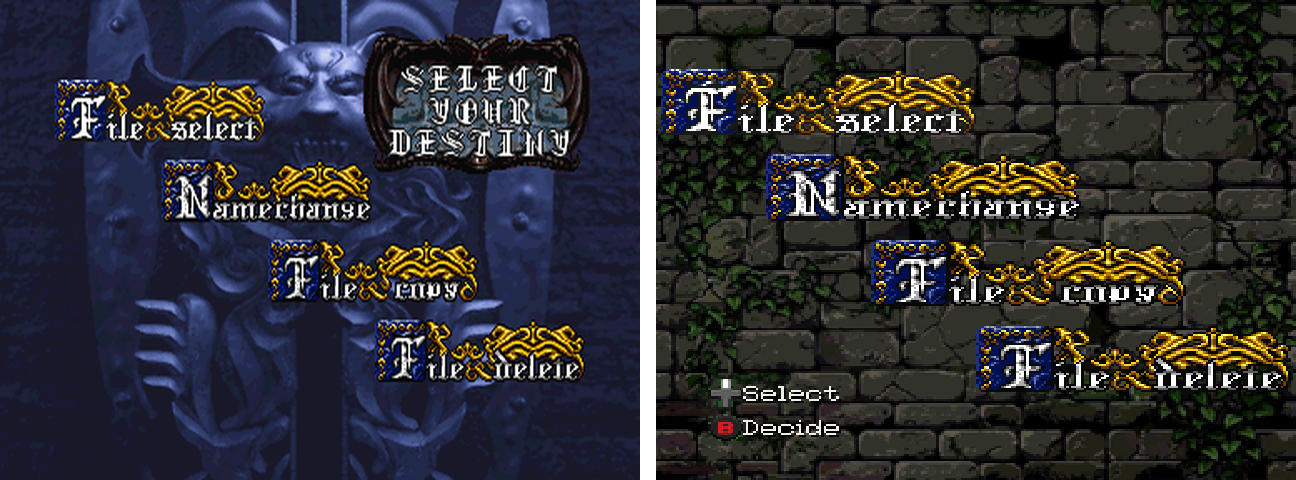 SELECT
YOUR
DESTINY
File select
Namechange
File copy
File delete
File select
Namechange
File copy
File delete
Select
B Decide